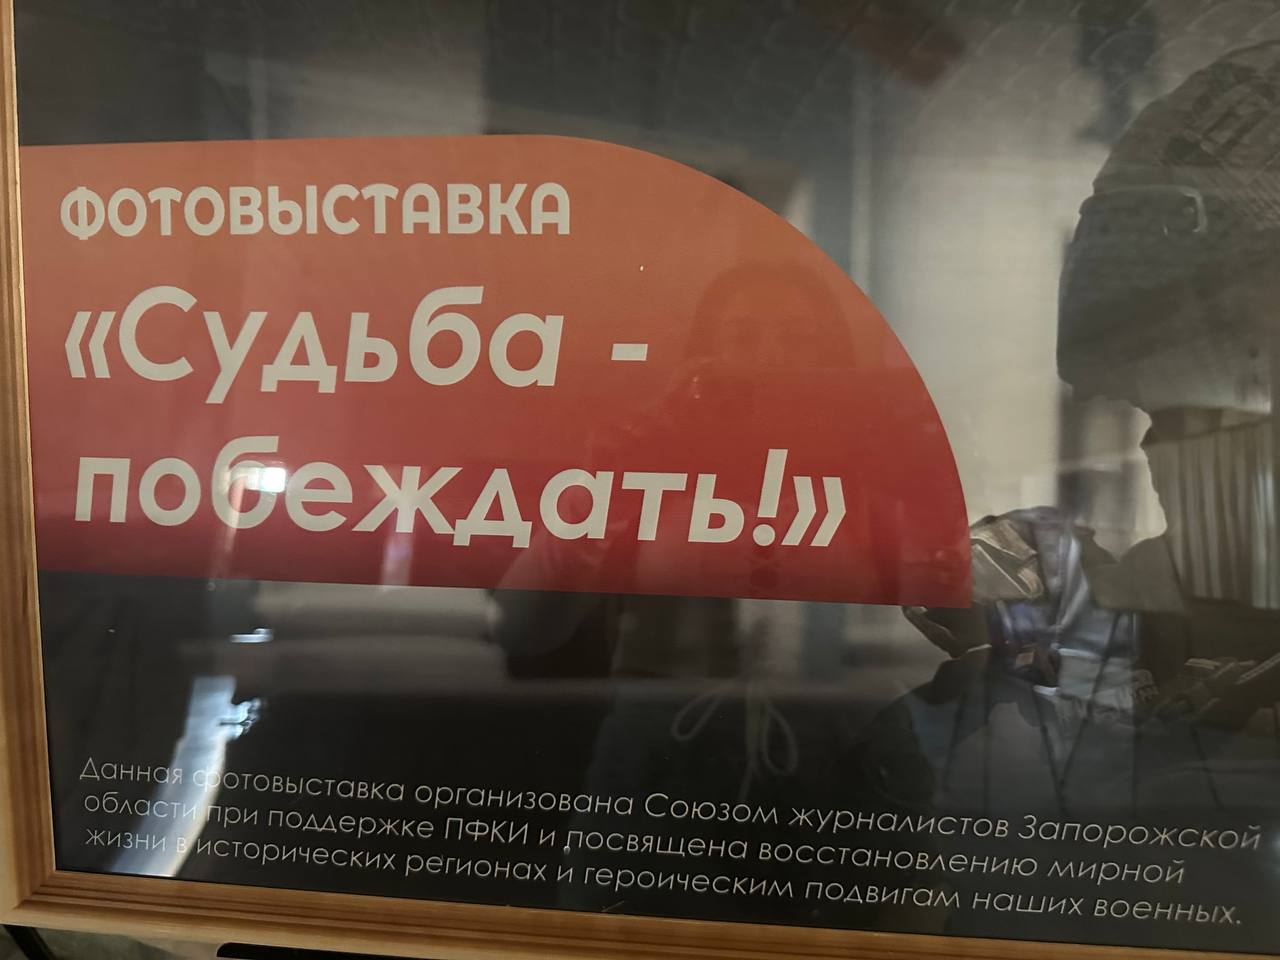 ФОТОВЫСТАВКА
«Судьба -
побеждать!»
Данная фотовыставка организована Союзом журналистов Запорожской
области при поддержке ПФКИ и посвящена восстановлению мирной
жизни в исторических регионах и героическим подвигам наших военных.